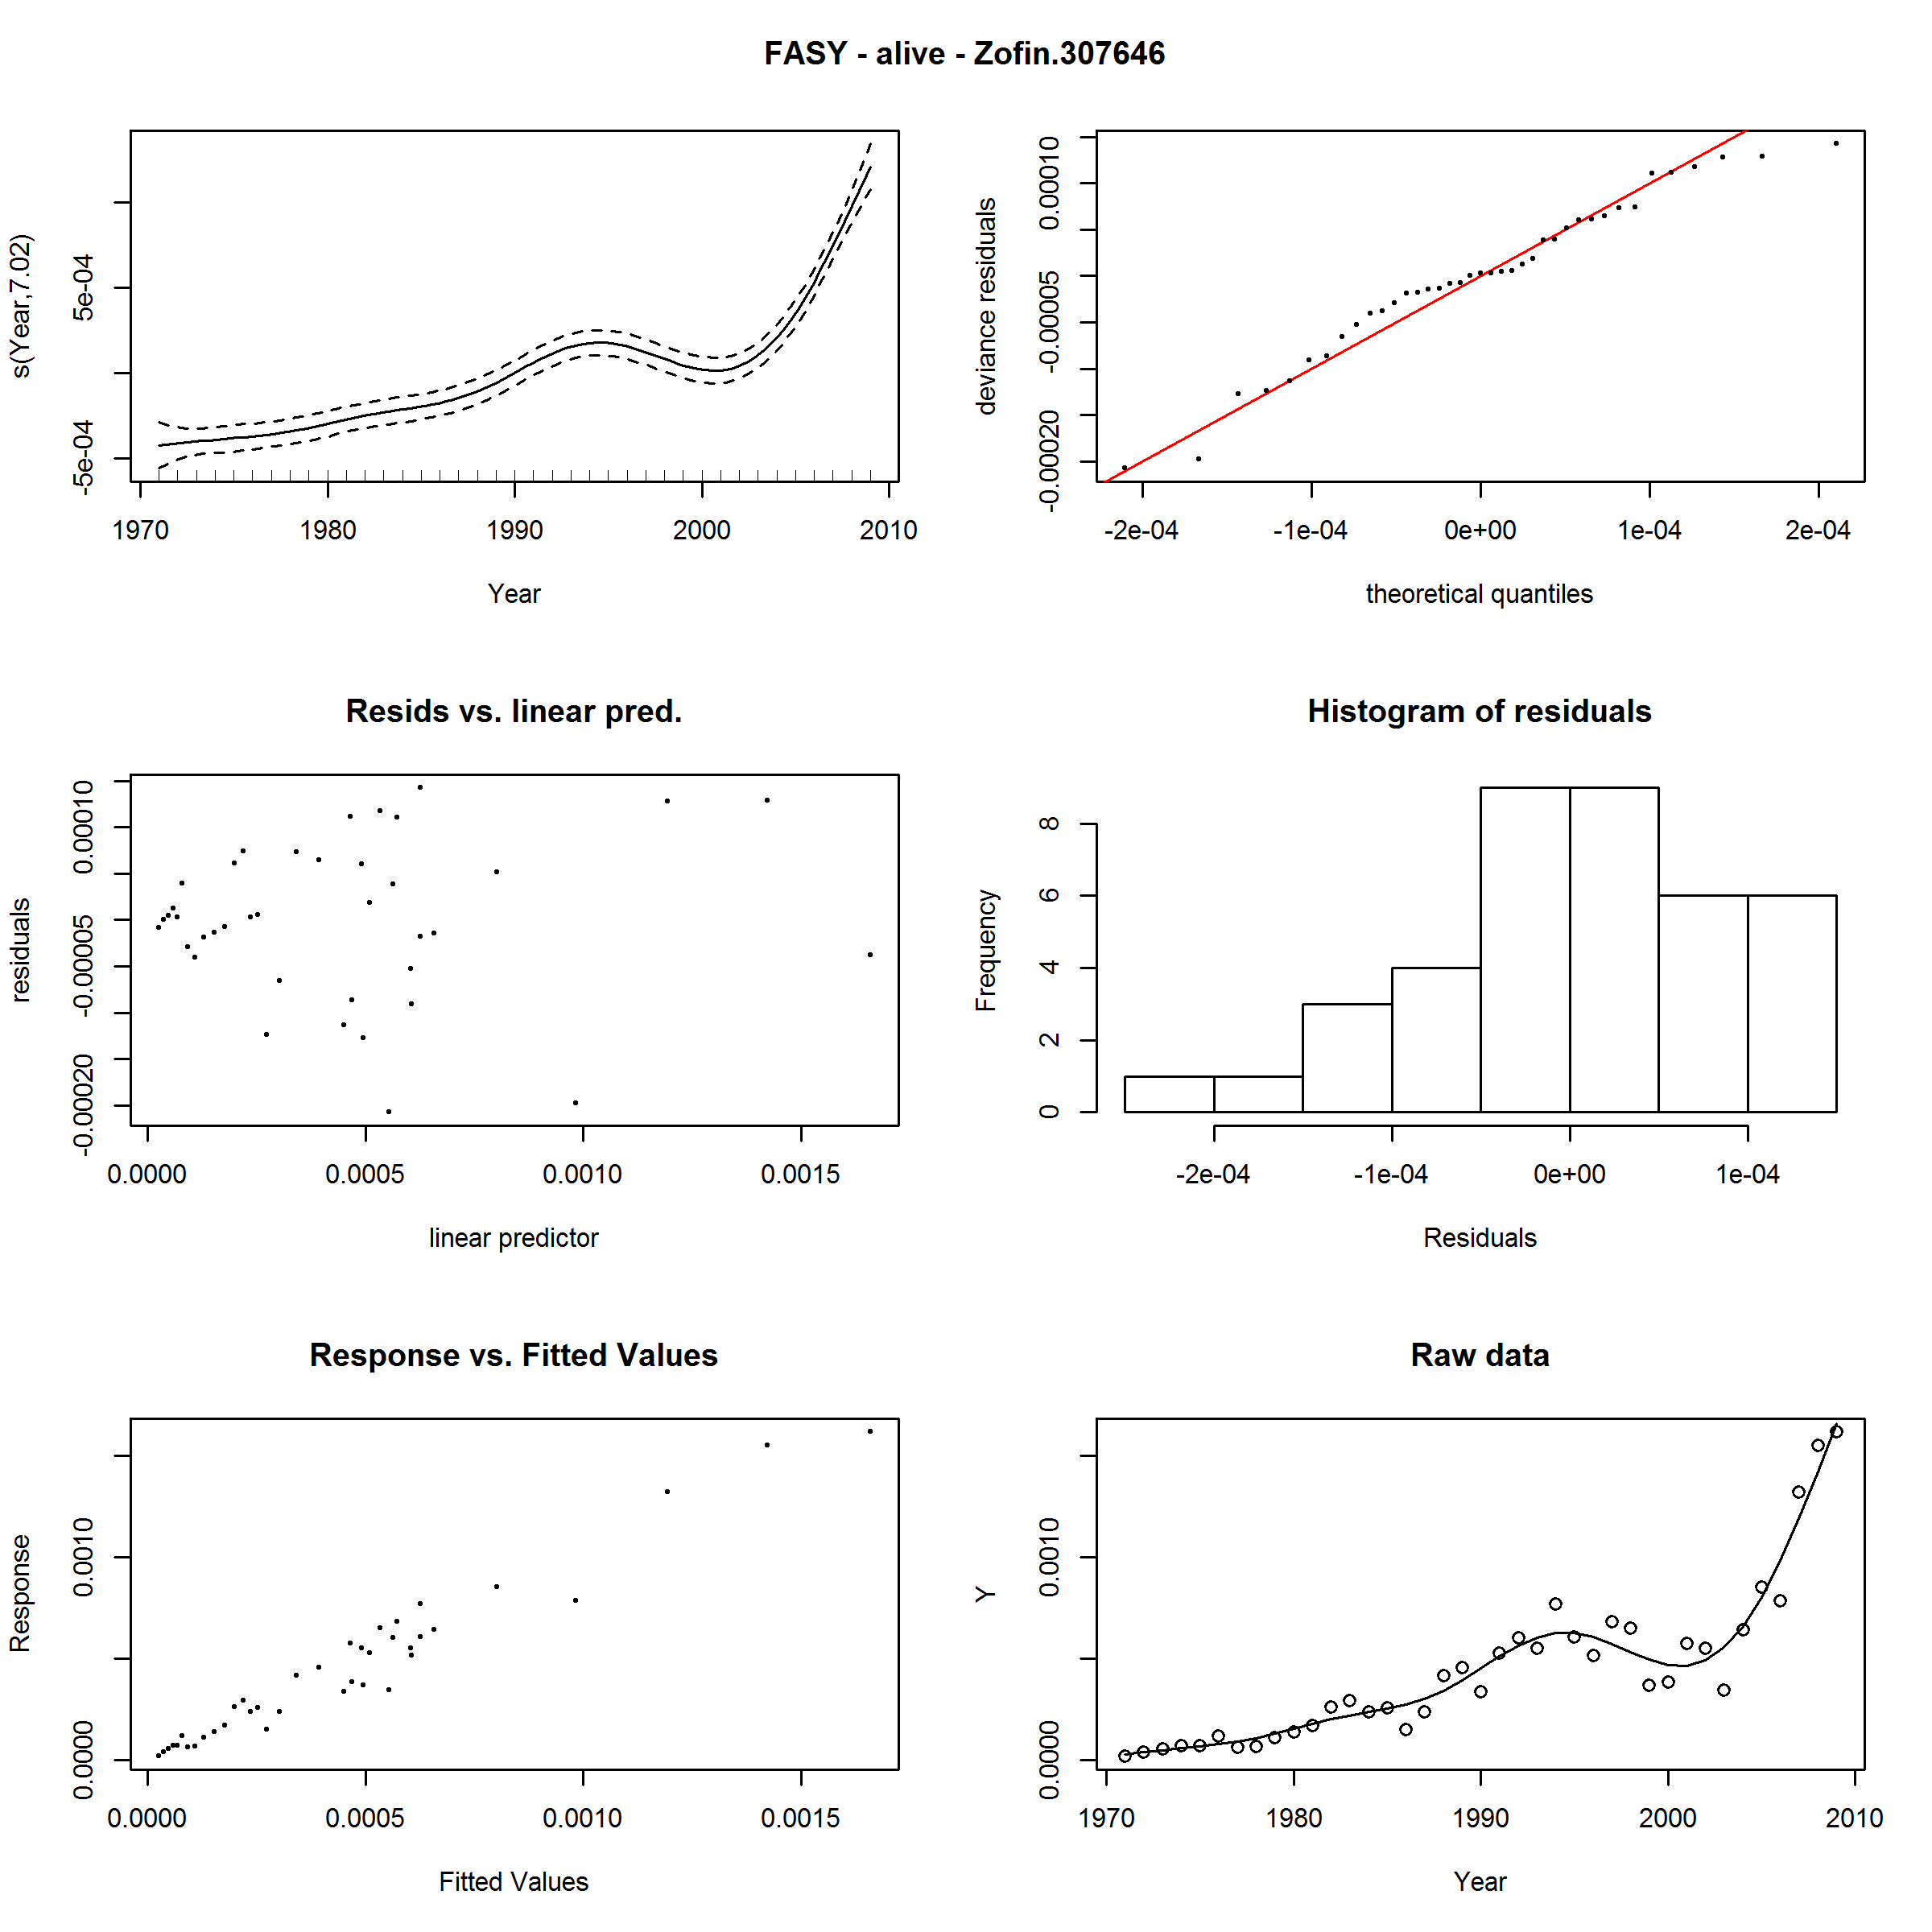 FASY - alive - Zofin.307646
s(Year,7.02)
-5e-04 5e-04
1970 1980 1990 2000 2010
Year
deviance residuals
-0.00020 -0.00005 0.00010
-2e-04 -1e-04 0e+00 1e-04 2e-04
theoretical quantiles
Resids vs. linear pred.
residuals
-0.00020 -0.00005 0.00010
0.0000 0.0005 0.0010 0.0015
linear predictor
Histogram of residuals
Frequency
0 2 4 6 8
-2e-04 -1e-04 0e+00 1e-04
Residuals
Response vs. Fitted Values
Response
0.0000 0.0010
0.0000 0.0005 0.0010 0.0015
Fitted Values
Raw data
Y
0.0000 0.0010
1970 1980 1990 2000 2010
Year